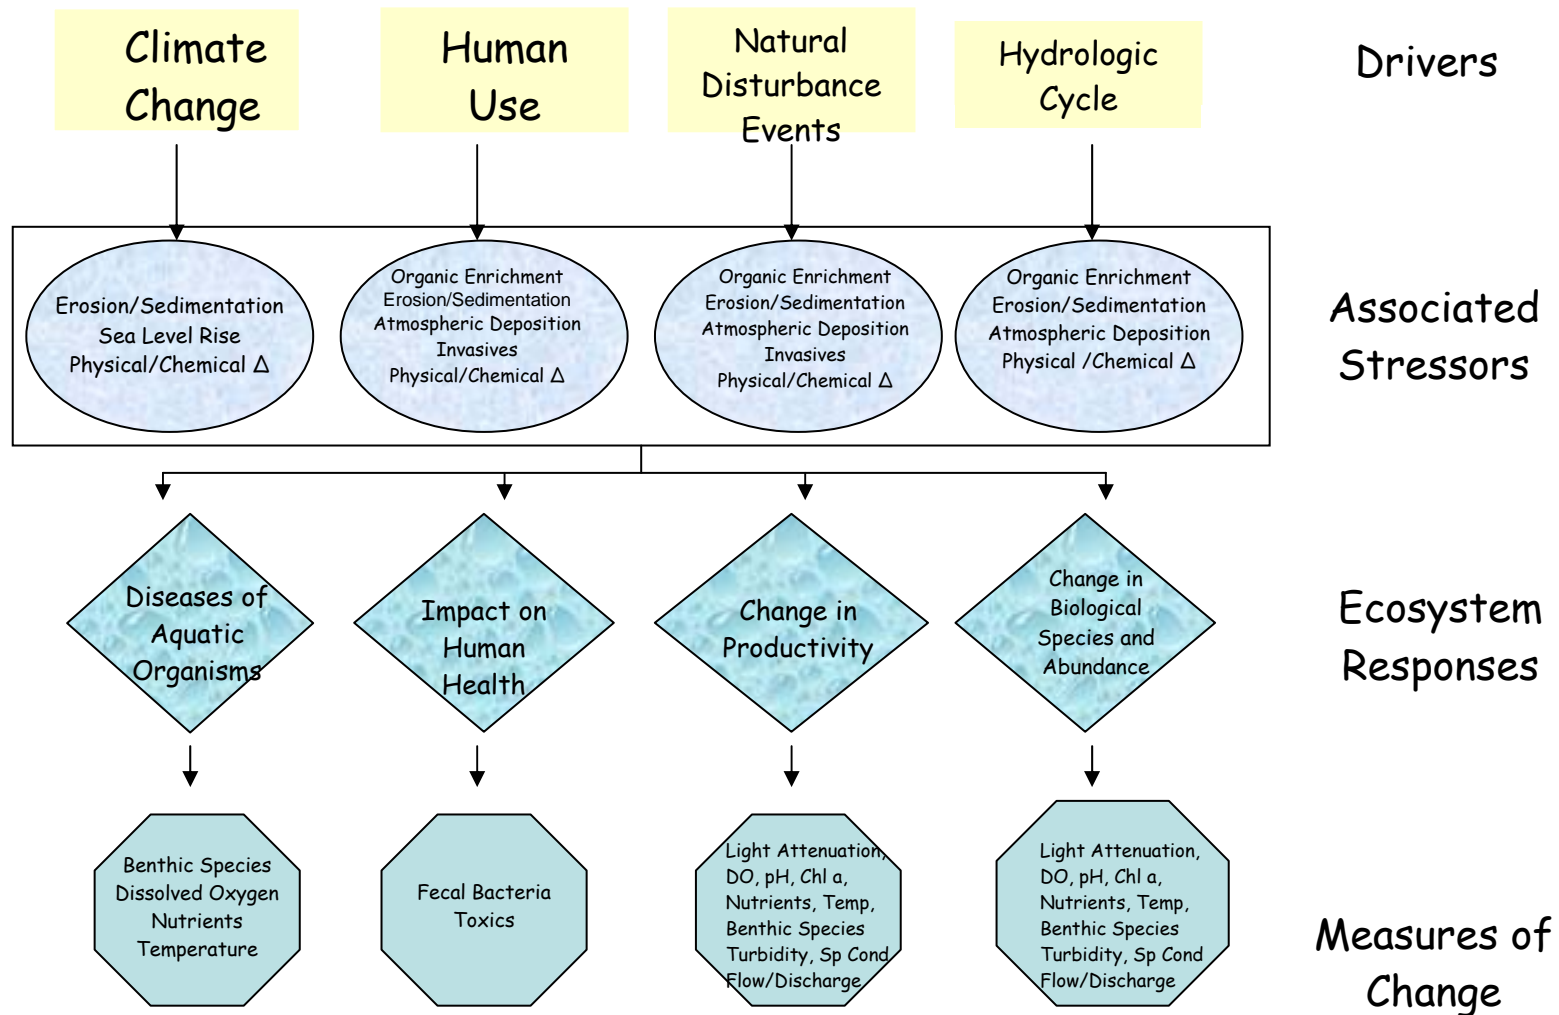 Climate
Change
Human
Use
Natural
Disturbance
Events
Hydrologic
Cycle
Drivers
Erosion/Sedimentation
Sea Level Rise
Physical/Chemical Δ
Organic Enrichment
Erosion/Sedimentation
Atmospheric Deposition
Invasives
Physical/Chemical Δ
Organic Enrichment
Erosion/Sedimentation
Atmospheric Deposition
Invasives
Physical/Chemical Δ
Organic Enrichment
Erosion/Sedimentation
Atmospheric Deposition
Physical /Chemical Δ
Associated
Stressors
Diseases of
Aquatic
Organisms
Impact on
Human
Health
Change in
Productivity
Change in
Biological
Species and
Abundance
Ecosystem
Responses
Benthic Species
Dissolved Oxygen
Nutrients
Temperature
Fecal Bacteria
Toxics
Light Attenuation,
DO, pH, Chl a,
Nutrients, Temp,
Benthic Species
Turbidity, Sp Cond
Flow/Discharge
Light Attenuation,
DO, pH, Chl a,
Nutrients, Temp,
Benthic Species
Turbidity, Sp Cond
Flow/Discharge
Measures of
Change